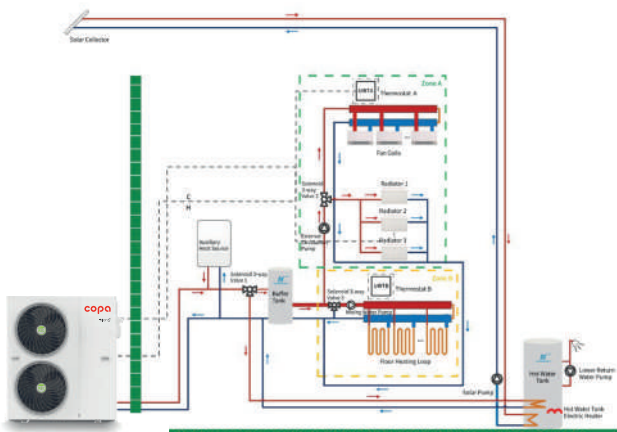 Solar Collector
Zone A
Thermostat A
Fan Coils
Solenoid
3-way
Valve 2
Radiator 1
Radiator 2
Radiator 3
External
Circulation
Pump
C
H
Auxiliary
Heat Source
Solenoid 3-way
Valve 1
Buffer
Tank
Zone B
Thermostat B
Solenoid 3-way
Valve 3
Mixing Water Pump
Floor Heating Loop
copa
Solar Pump
Hot Water
Tank
Lower Return
Water Pump
Hot Water Tank
Electric Heater